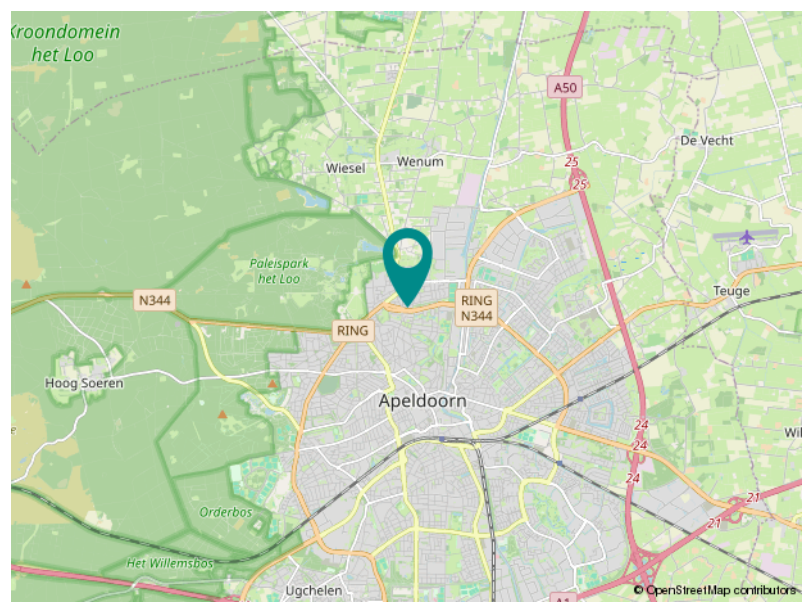 Kroondomein
het Loo
A50
De Vecht
Wiesel
Wenum
25
25
Paleispark
het Loo
Teuge
N344
RING
N344
RING
Hoog Soeren
Apeldoorn
24
24
24
21
21
Orderbos
Het Willemsbos
Ugchelen
A1
© OpenStreetMap contributors